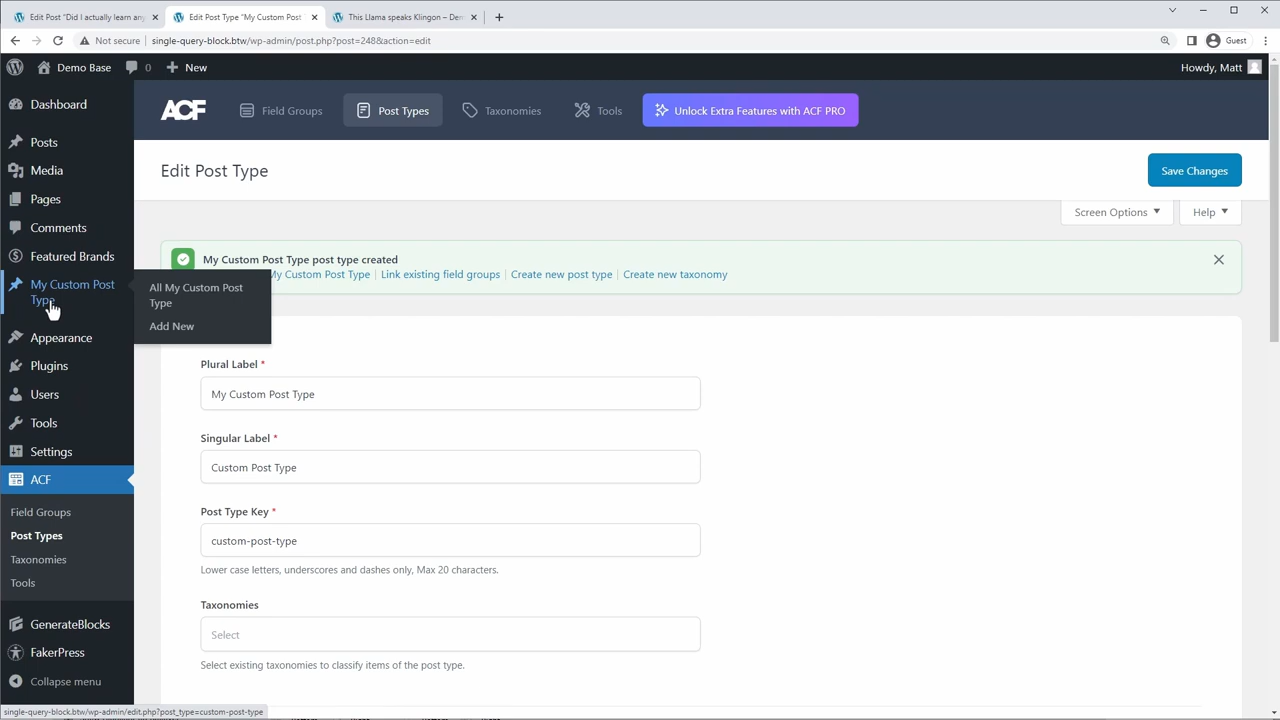 Edit Post “Did I actually learn any
Edit Post Type “My Custom Post
This Llama speaks Klingon – Dem
Not secure
single-query-block.btw/wp-admin/post.php?post=248&action=edit
Guest
Demo Base
0
New
Howdy, Matt
Dashboard
Posts
Media
Pages
Comments
Featured Brands
My Custom Post
Type
All My Custom Post
Type
Add New
Appearance
Plugins
Users
Tools
Settings
ACF
Field Groups
Post Types
Taxonomies
Tools
GenerateBlocks
FakerPress
Collapse menu
ACF
Field Groups
Post Types
Taxonomies
Tools
Unlock Extra Features with ACF PRO
Edit Post Type
Save Changes
Screen Options
Help
My Custom Post Type post type created
My Custom Post Type | Link existing field groups | Create new post type | Create new taxonomy
Plural Label *
My Custom Post Type
Singular Label *
Custom Post Type
Post Type Key *
custom-post-type
Lower case letters, underscores and dashes only, Max 20 characters.
Taxonomies
Select
Select existing taxonomies to classify items of the post type.
single-query-block.btw/wp-admin/edit.php?post_type=custom-post-type